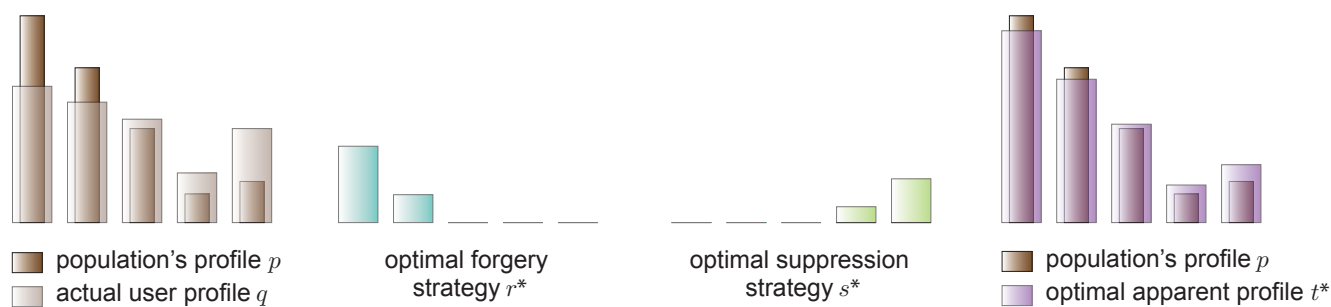 population's profile p
actual user profile q
optimal forgery
strategy r*
optimal suppression
strategy s*
population's profile p
optimal apparent profile t*